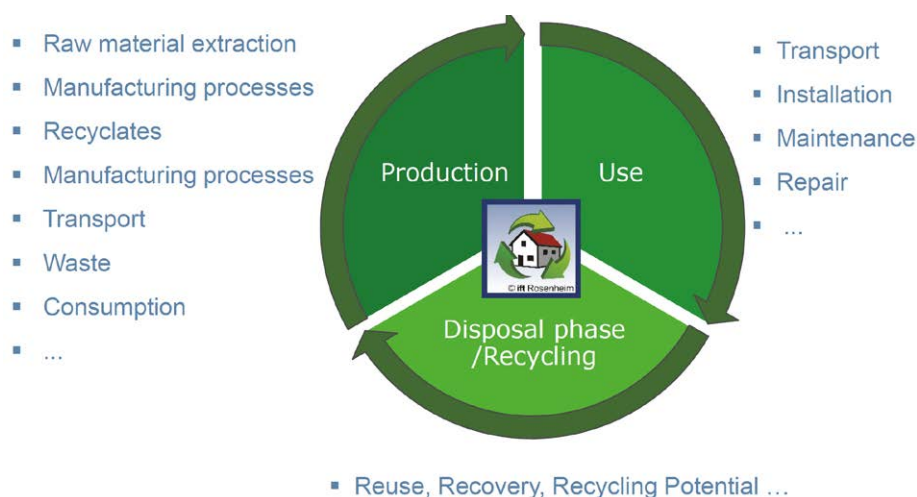 ▪ Raw material extraction
▪ Manufacturing processes
▪ Recyclates
▪ Manufacturing processes
▪ Transport
▪ Waste
▪ Consumption
▪ ...
Production
Use
▪ Transport
▪ Installation
▪ Maintenance
▪ Repair
▪ ...
© ift Rosenheim
Disposal phase
/Recycling
▪ Reuse, Recovery, Recycling Potential ...